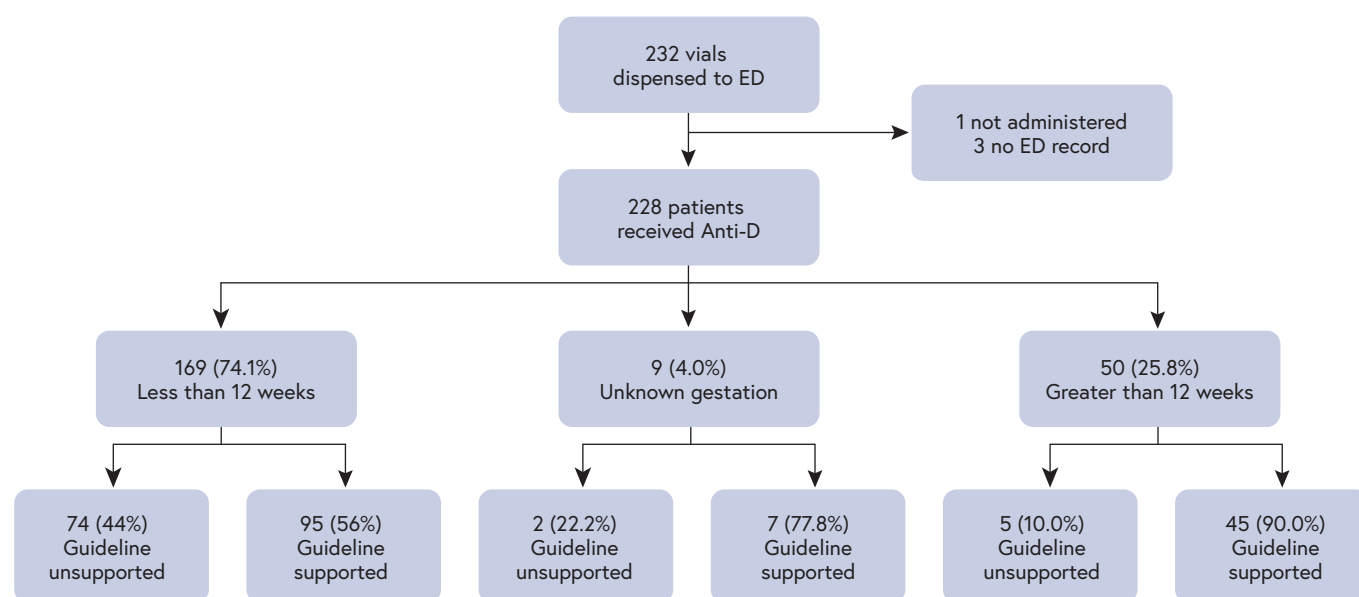 232 vials
dispensed to ED
1 not administered
3 no ED record
228 patients
received Anti-D
169 (74.1%)
Less than 12 weeks
9 (4.0%)
Unknown gestation
50 (25.8%)
Greater than 12 weeks
74 (44%)
Guideline
unsupported
95 (56%)
Guideline
supported
2 (22.2%)
Guideline
unsupported
7 (77.8%)
Guideline
supported
5 (10.0%)
Guideline
unsupported
45 (90.0%)
Guideline
supported